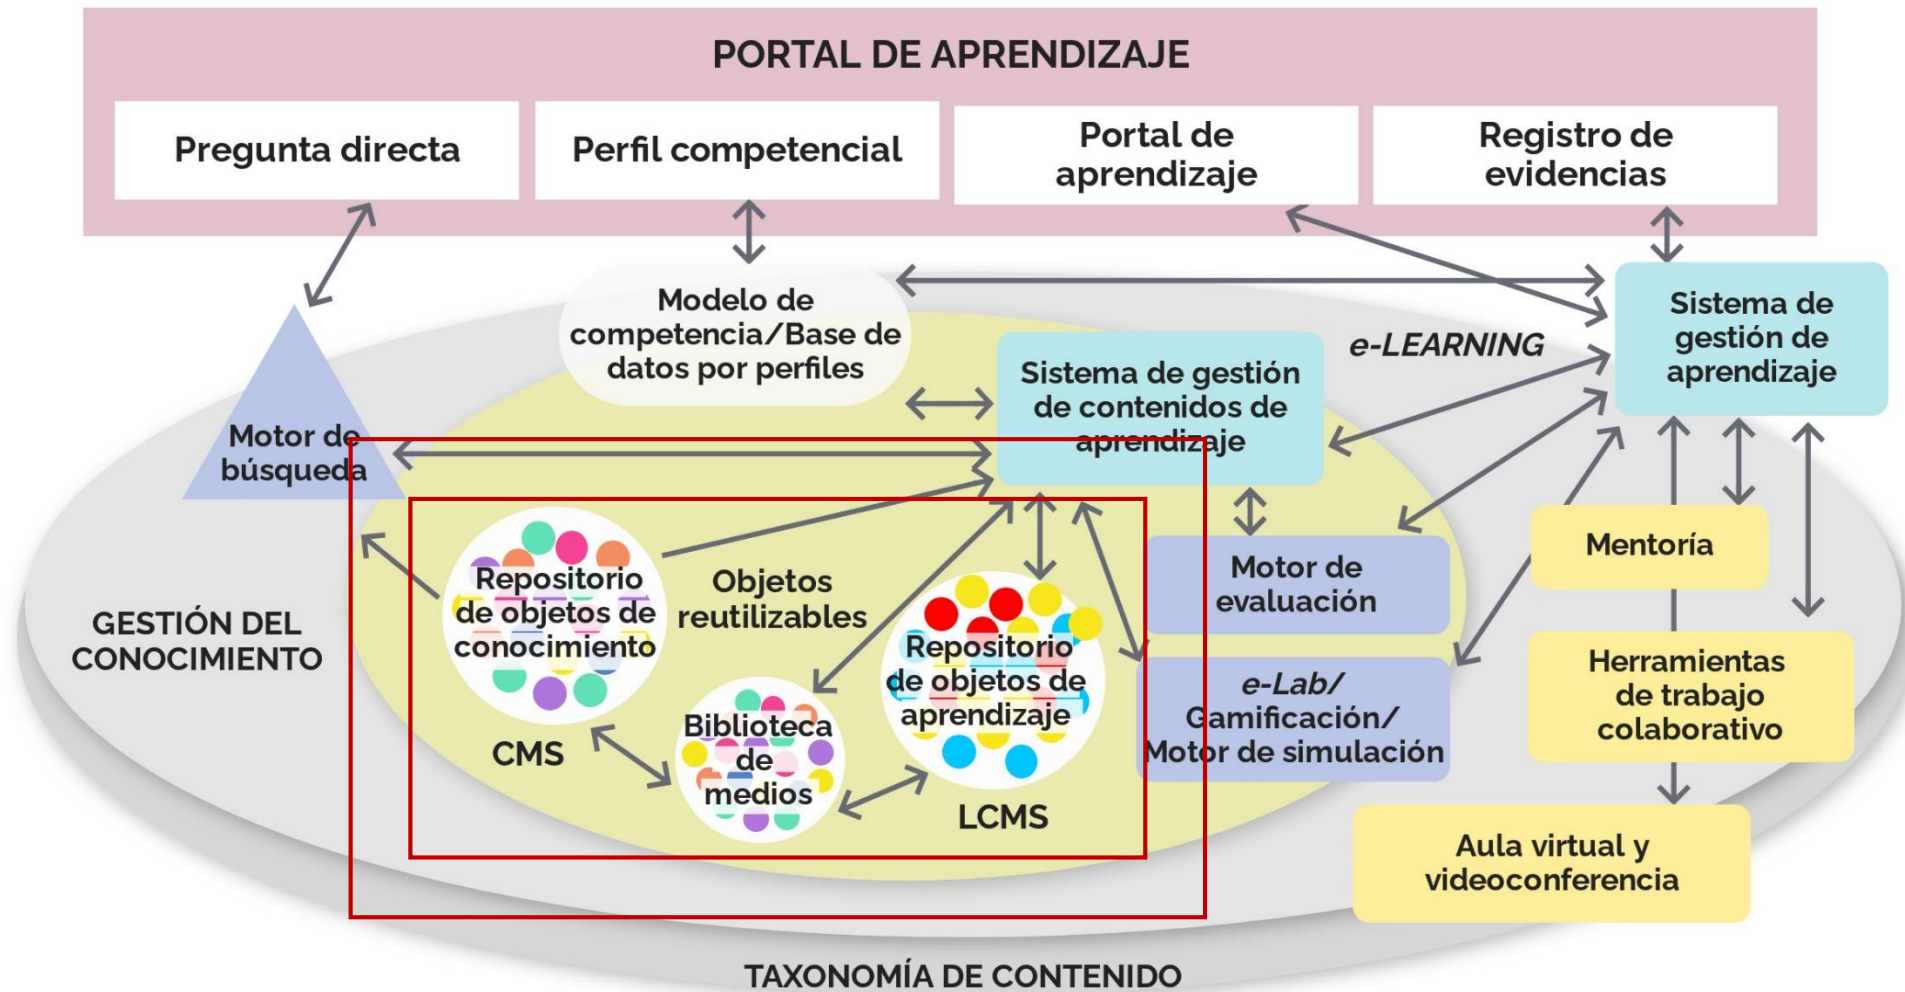 PORTAL DE APRENDIZAJE
Pregunta directa
Perfil competencial
Portal de
aprendizaje
Registro de
evidencias
Modelo de
competencia/Base de
datos por perfiles
Sistema de
gestión de
aprendizaje
e-LEARNING
Sistema de gestión
de contenidos de
aprendizaje
Motor de
búsqueda
Repositorio
de objetos de
conocimiento
Objetos
reutilizables
Motor de
evaluación
Mentoría
GESTIÓN DEL
CONOCIMIENTO
Repositorio
de objetos de
aprendizaje
e-Lab/
Gamificación/
Motor de simulación
Herramientas
de trabajo
colaborativo
CMS
Biblioteca
de
medios
LCMS
Aula virtual y
videoconferencia
TAXONOMÍA DE CONTENIDO